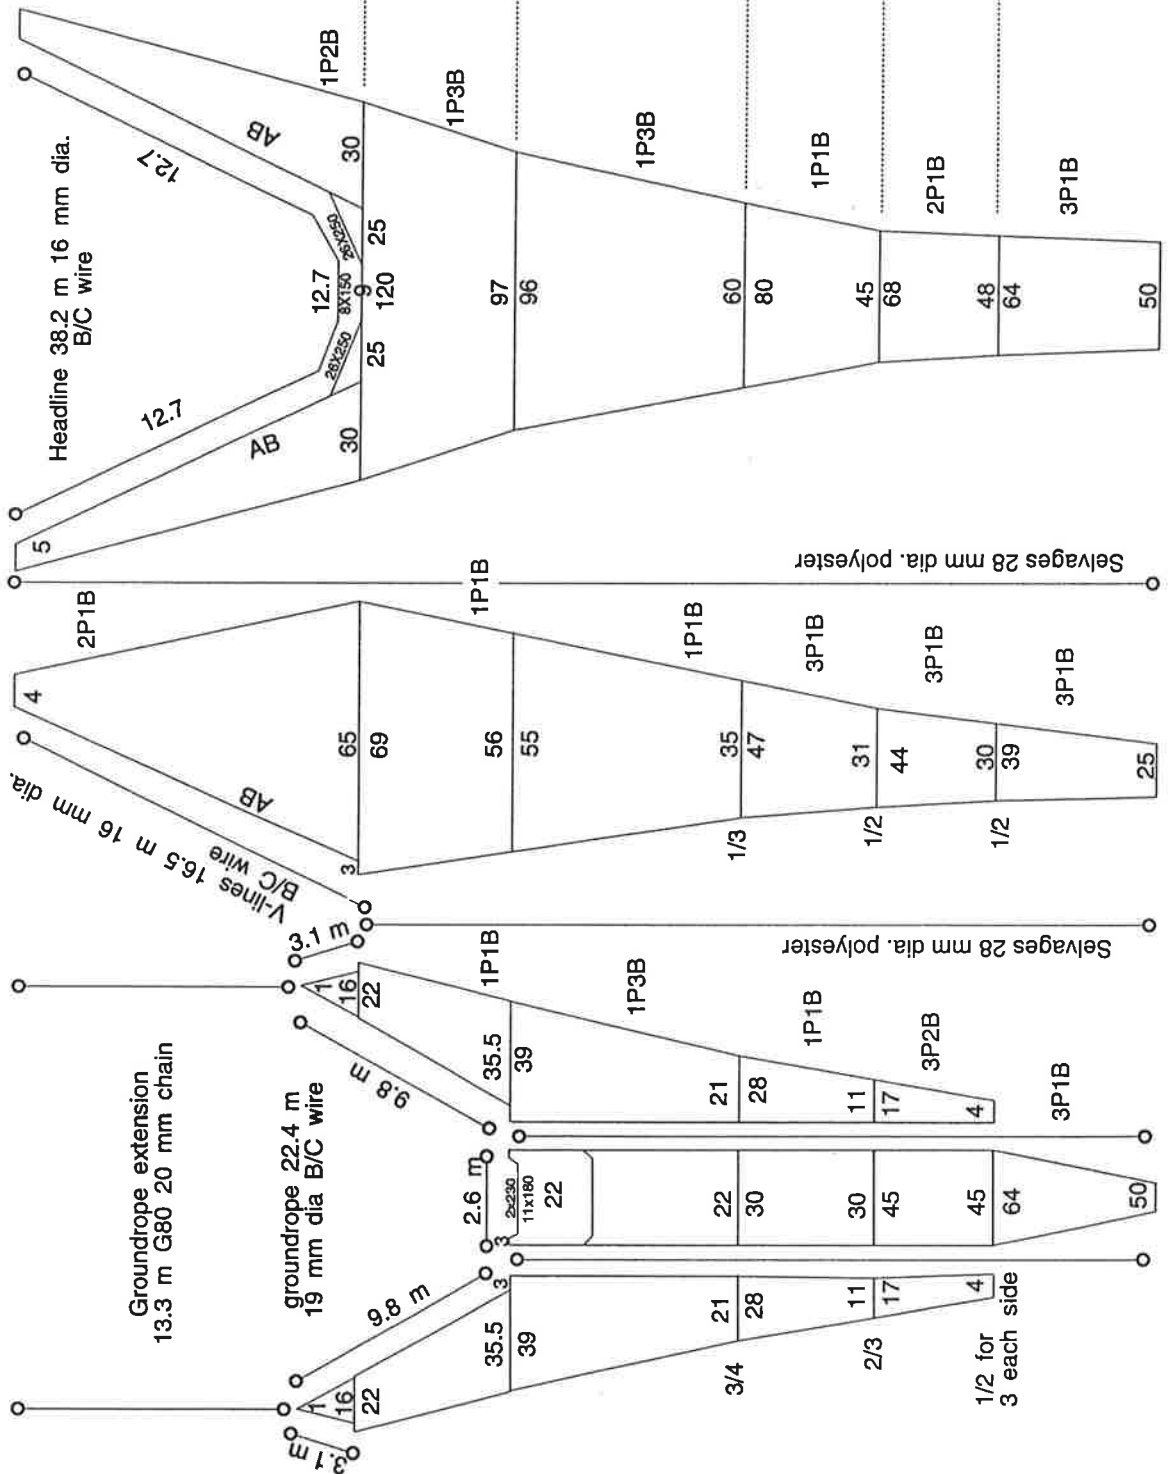 Headline 38.2 m 16 mm dia.
B/C wire
12.7
12.7
12.7
AB
AB
5
26X250
8X150
26X250
9
30
25
120
25
30
97
96
60
80
45
68
48
64
50
1P2B
1P3B
1P3B
1P1B
2P1B
3P1B
Selvages 28 mm dia. polyester
2P1B
4
AB
V-lines 16.5 m 16 mm dia.
B/C wire
3
65
69
56
55
35
47
31
44
30
39
25
1P1B
1P1B
3P1B
3P1B
3P1B
1/3
1/2
1/2
Selvages 28 mm dia. polyester
Groundrope extension
13.3 m G80 20 mm chain
groundrope 22.4 m
19 mm dia B/C wire
3.1 m
9.8 m
2.6 m
9.8 m
3.1 m
1
16
22
1
16
22
3
3
2x230
11x180
35.5
39
22
35.5
39
21
28
22
30
21
28
11
17
30
45
11
17
4
45
64
4
50
1P1B
1P3B
1P1B
3P2B
3P1B
3/4
2/3
1/2 for
3 each side